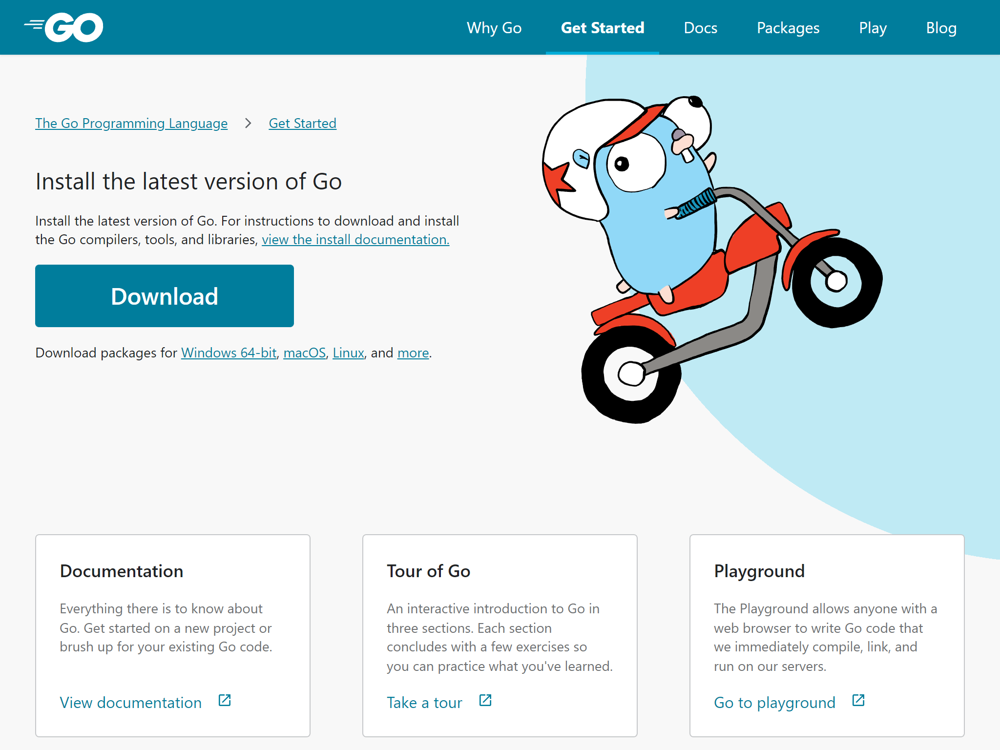 GO
Why Go
Get Started
Docs
Packages
Play
Blog
The Go Programming Language
Get Started
Install the latest version of Go
Install the latest version of Go. For instructions to download and install
the Go compilers, tools, and libraries, view the install documentation.
Download
Download packages for Windows 64-bit, macOS, Linux, and more.
Documentation
Everything there is to know about
Go. Get started on a new project or
brush up for your existing Go code.
View documentation
Tour of Go
An interactive introduction to Go in
three sections. Each section
concludes with a few exercises so
you can practice what you've learned.
Take a tour
Playground
The Playground allows anyone with a
web browser to write Go code that
we immediately compile, link, and
run on our servers.
Go to playground